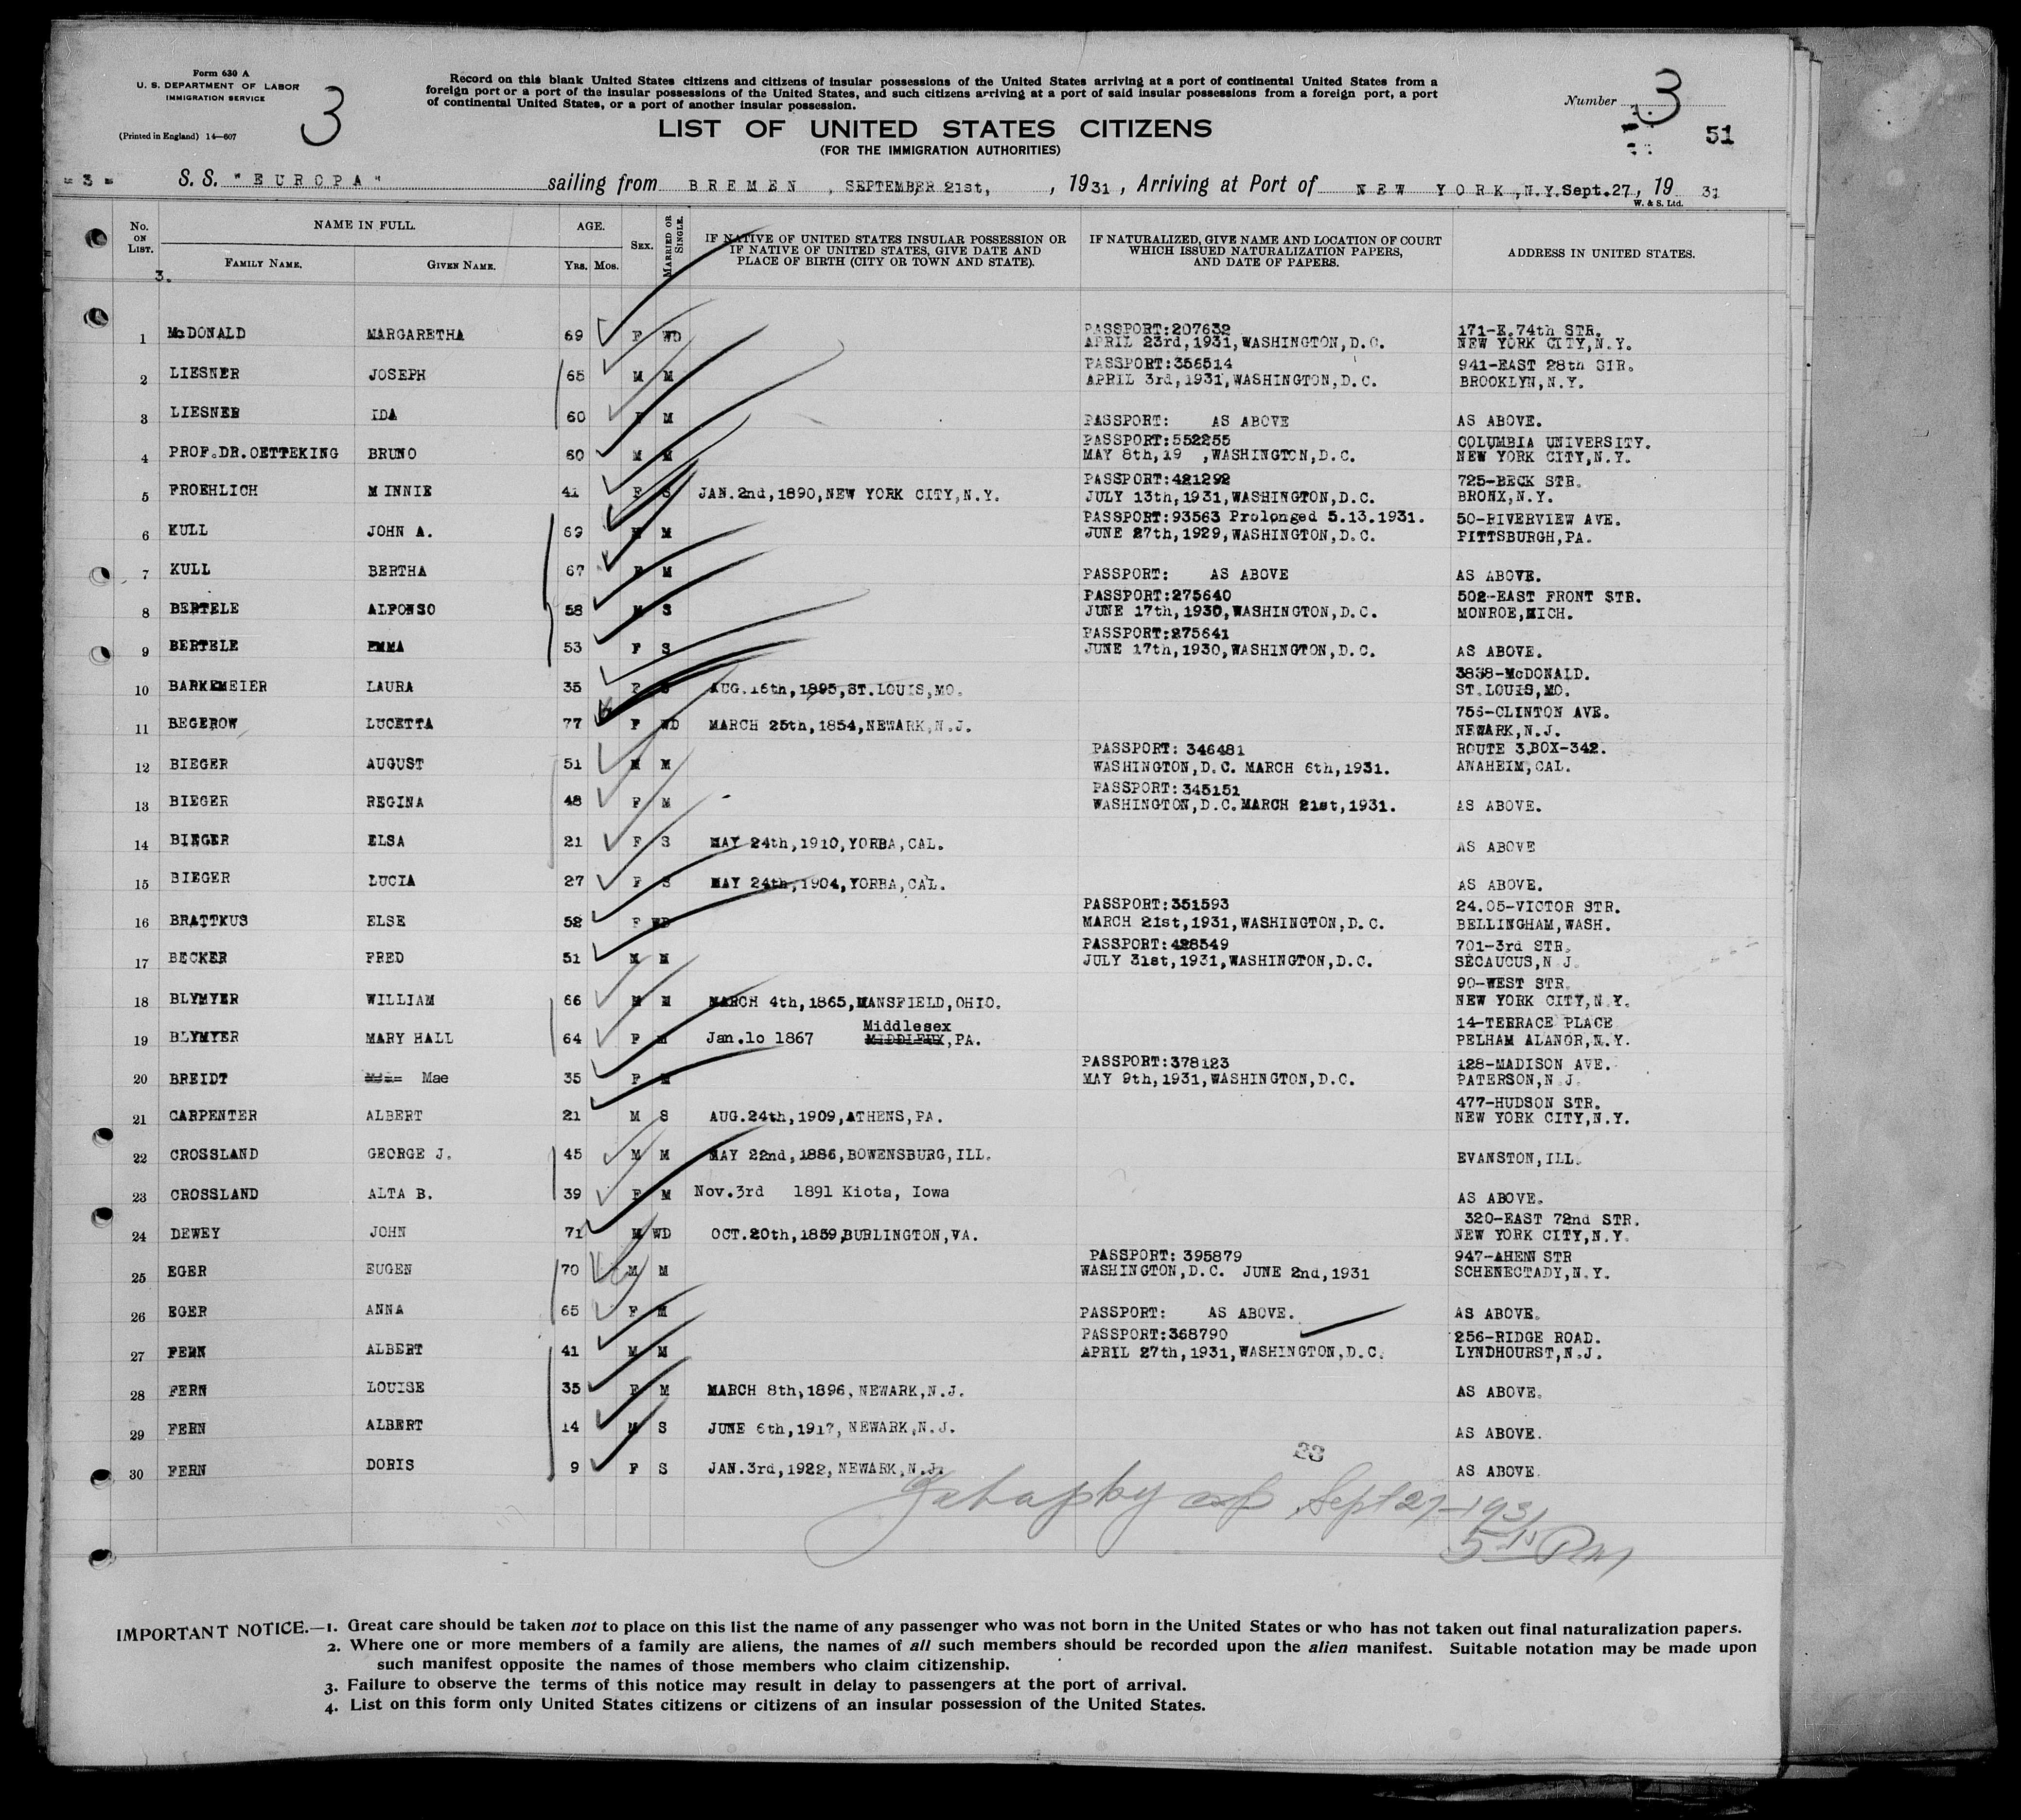 Form 630 A
U. S. DEPARTMENT OF LABOR
IMMIGRATION SERVICE
(Printed in England) 14—607
3
Record on this blank United States citizens and citizens of insular possessions of the United States arriving at a port of continental United States from a
foreign port or a port of the insular possessions of the United States, and such citizens arriving at a port of said insular possessions from a foreign port, a port
of continental United States, or a port of another insular possession.
Number 3
51
LIST OF UNITED STATES CITIZENS
(FOR THE IMMIGRATION AUTHORITIES)
= 3 = S. S. "EUROPA" sailing from BREMEN, SEPTEMBER 21st, , 1931, Arriving at Port of NEW YORK,N.Y. Sept.27, 19 31
W. & S. Ltd.
No. ON LIST. NAME IN FULL. AGE. SEX. MARRIED OR SINGLE. IF NATIVE OF UNITED STATES INSULAR POSSESSION OR IF NATIVE OF UNITED STATES, GIVE DATE AND PLACE OF BIRTH (CITY OR TOWN AND STATE). IF NATURALIZED, GIVE NAME AND LOCATION OF COURT WHICH ISSUED NATURALIZATION PAPERS, AND DATE OF PAPERS. ADDRESS IN UNITED STATES.
3. FAMILY NAME. GIVEN NAME. YRS. MOS.
1 McDONALD MARGARETHA 69 F WD PASSPORT:207632 APRIL 23rd,1931,WASHINGTON,D.C. 171-E.74th STR. NEW YORK CITY,N.Y.
2 LIESNER JOSEPH 65 M M PASSPORT:356514 APRIL 3rd,1931,WASHINGTON,D.C. 941-EAST 28th STR. BROOKLYN,N.Y.
3 LIESNER IDA 60 F M PASSPORT: AS ABOVE AS ABOVE.
4 PROF.DR.OETTEKING BRUNO 60 M M PASSPORT:552255 MAY 8th,19 ,WASHINGTON,D.C. COLUMBIA UNIVERSITY. NEW YORK CITY,N.Y.
5 FROEHLICH MINNIE 41 F S JAN.2nd,1890,NEW YORK CITY,N.Y. PASSPORT:421292 JULY 13th,1931,WASHINGTON,D.C. 725-BECK STR. BRONX,N.Y.
6 KULL JOHN A. 69 M M PASSPORT:93563 Prolonged 5.13.1931. JUNE 27th,1929,WASHINGTON,D.C. 50-RIVERVIEW AVE. PITTSBURGH,PA.
7 KULL BERTHA 67 F M PASSPORT: AS ABOVE AS ABOVE.
8 BERTELE ALFONSO 58 M S PASSPORT:275640 JUNE 17th,1930,WASHINGTON,D.C. 502-EAST FRONT STR. MONROE,MICH.
9 BERTELE EMMA 53 F S PASSPORT:275641 JUNE 17th,1930,WASHINGTON,D.C. AS ABOVE.
10 BARKEMEIER LAURA 35 F S AUG.16th,1895,ST.LOUIS,MO. 3838-McDONALD. ST.LOUIS,MO.
11 BEGEROW LUCETTA 77 F WD MARCH 25th,1854,NEWARK,N.J. 756-CLINTON AVE. NEWARK,N.J.
12 BIEGER AUGUST 51 M M PASSPORT: 346481 WASHINGTON,D.C. MARCH 6th,1931. ROUTE 3,BOX-342. ANAHEIM,CAL.
13 BIEGER REGINA 48 F M PASSPORT:345151 WASHINGTON,D.C.MARCH 21st,1931. AS ABOVE.
14 BIEGER ELSA 21 F S MAY 24th,1910,YORBA,CAL. AS ABOVE
15 BIEGER LUCIA 27 F S MAY 24th,1904,YORBA,CAL. AS ABOVE.
16 BRATTKUS ELSE 52 F WD PASSPORT:351593 MARCH 21st,1931,WASHINGTON,D.C. 24.05-VICTOR STR. BELLINGHAM,WASH.
17 BECKER FRED 51 M M PASSPORT:428549 JULY 31st,1931,WASHINGTON,D.C. 701-3rd STR. SECAUCUS,N.J.
18 BLYMYER WILLIAM 66 M M MARCH 4th,1865,MANSFIELD,OHIO. 90-WEST STR. NEW YORK CITY,N.Y.
19 BLYMYER MARY HALL 64 F M Jan.10 1867 Middlesex ,PA. 14-TERRACE PLACE PELHAM ALANOR,N.Y.
20 BREIDT Mae 35 F M PASSPORT:378123 MAY 9th,1931,WASHINGTON,D.C. 128-MADISON AVE. PATERSON,N.J.
21 CARPENTER ALBERT 21 M S AUG.24th,1909,ATHENS,PA. 477-HUDSON STR. NEW YORK CITY,N.Y.
22 CROSSLAND GEORGE J. 45 M M MAY 22nd,1886,BOWENSBURG,ILL. EVANSTON,ILL.
23 CROSSLAND ALTA B. 39 F M Nov.3rd 1891 Kiota, Iowa AS ABOVE.
24 DEWEY JOHN 71 M WD OCT.20th,1859,BURLINGTON,VA. 320-EAST 72nd STR. NEW YORK CITY,N.Y.
25 EGER EUGEN 70 M M PASSPORT: 395879 WASHINGTON,D.C. JUNE 2nd,1931 947-AHENN STR SCHENECTADY,N.Y.
26 EGER ANNA 65 F M PASSPORT: AS ABOVE. AS ABOVE.
27 FERN ALBERT 41 M M PASSPORT:368790 APRIL 27th,1931,WASHINGTON,D.C. 256-RIDGE ROAD. LYNDHOURST,N.J.
28 FERN LOUISE 35 F M MARCH 8th,1896,NEWARK,N.J. AS ABOVE.
29 FERN ALBERT 14 M S JUNE 6th,1917,NEWARK,N.J. AS ABOVE.
30 FERN DORIS 9 F S JAN.3rd,1922,NEWARK,N.J. AS ABOVE.
Sept 27-1931
5 15 PM
IMPORTANT NOTICE.—1. Great care should be taken not to place on this list the name of any passenger who was not born in the United States or who has not taken out final naturalization papers.
2. Where one or more members of a family are aliens, the names of all such members should be recorded upon the alien manifest. Suitable notation may be made upon
such manifest opposite the names of those members who claim citizenship.
3. Failure to observe the terms of this notice may result in delay to passengers at the port of arrival.
4. List on this form only United States citizens or citizens of an insular possession of the United States.